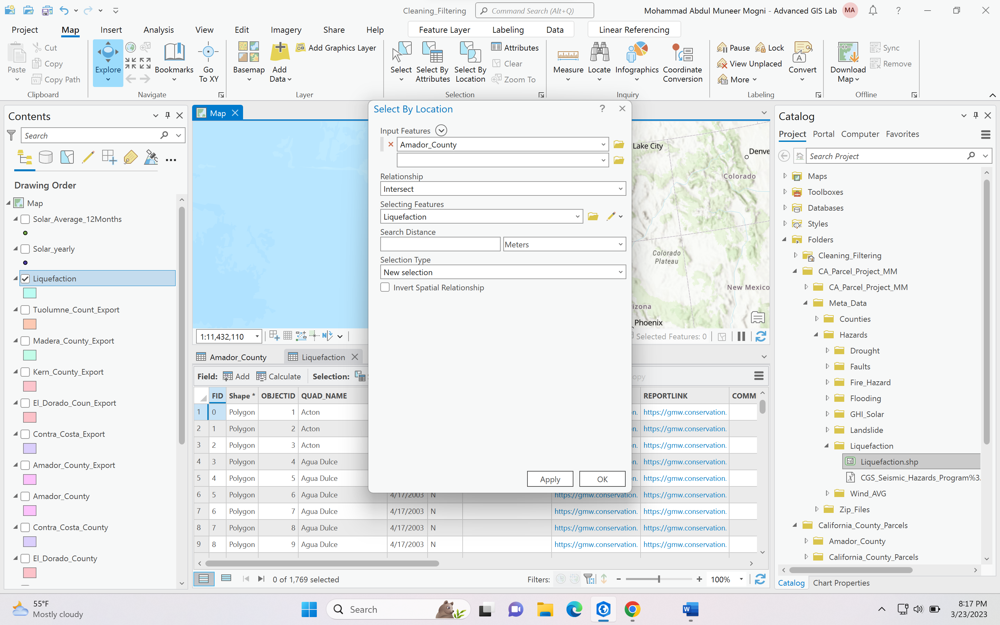 Cleaning_Filtering
Command Search (Alt+Q)
Mohammad Abdul Muneer Mogni - Advanced GIS Lab
MA
Project
Map
Insert
Analysis
View
Edit
Imagery
Share
Help
Feature Layer
Labeling
Data
Linear Referencing
Paste
Cut
Copy
Copy Path
Clipboard
Explore
Bookmarks
Go
To XY
Navigate
Basemap
Add
Data
Add Graphics Layer
Layer
Select
Select By
Attributes
Select By
Location
Attributes
Clear
Zoom To
Selection
Measure
Locate
Infographics
Coordinate
Conversion
Inquiry
Pause
Lock
View Unplaced
More
Convert
Labeling
Download
Map
Sync
Remove
Offline
Contents
Search
Drawing Order
Map
Solar_Average_12Months
Solar_yearly
Liquefaction
Tuolumne_Count_Export
Madera_County_Export
Kern_County_Export
El_Dorado_Coun_Export
Contra_Costa_Export
Amador_County_Export
Amador_County
Contra_Costa_County
El_Dorado_County
Map
Lake City
Denve
Colorado
Colorado
Plateau
New Mexico
izona
Phoenix
1:11,432,110
Selected Features: 0
Select By Location
Input Features
Amador_County
Relationship
Intersect
Selecting Features
Liquefaction
Search Distance
Meters
Selection Type
New selection
Invert Spatial Relationship
Apply
OK
Amador_County
Liquefaction
Field: Add Calculate Selection:
opy
FID Shape * OBJECTID QUAD_NAME REPORTLINK COMM
1 0 Polygon 1 Acton n. https://gmw.conservation.
2 1 Polygon 2 Acton n. https://gmw.conservation.
3 2 Polygon 3 Acton n. https://gmw.conservation.
4 3 Polygon 4 Agua Dulce n. https://gmw.conservation.
5 4 Polygon 5 Agua Dulce n. https://gmw.conservation.
6 5 Polygon 6 Agua Dulce 4/17/2003 N https://gmw.conservation. https://gmw.conservation.
7 6 Polygon 7 Agua Dulce 4/17/2003 N https://gmw.conservation. https://gmw.conservation.
8 7 Polygon 8 Agua Dulce 4/17/2003 N https://gmw.conservation. https://gmw.conservation.
9 8 Polygon 9 Agua Dulce 4/17/2003 N https://gmw.conservation. https://gmw.conservation.
0 of 1,769 selected
Filters:
100%
Catalog
Project
Portal
Computer
Favorites
Search Project
Maps
Toolboxes
Databases
Styles
Folders
Cleaning_Filtering
CA_Parcel_Project_MM
CA_Parcel_Project_MM
Meta_Data
Counties
Hazards
Drought
Faults
Fire_Hazard
Flooding
GHI_Solar
Landslide
Liquefaction
Liquefaction.shp
CGS_Seismic_Hazards_Program%3
Wind_AVG
Zip_Files
California_County_Parcels
Amador_County
California_County_Parcels
Catalog
Chart Properties
55°F
Mostly cloudy
Search
8:17 PM
3/23/2023